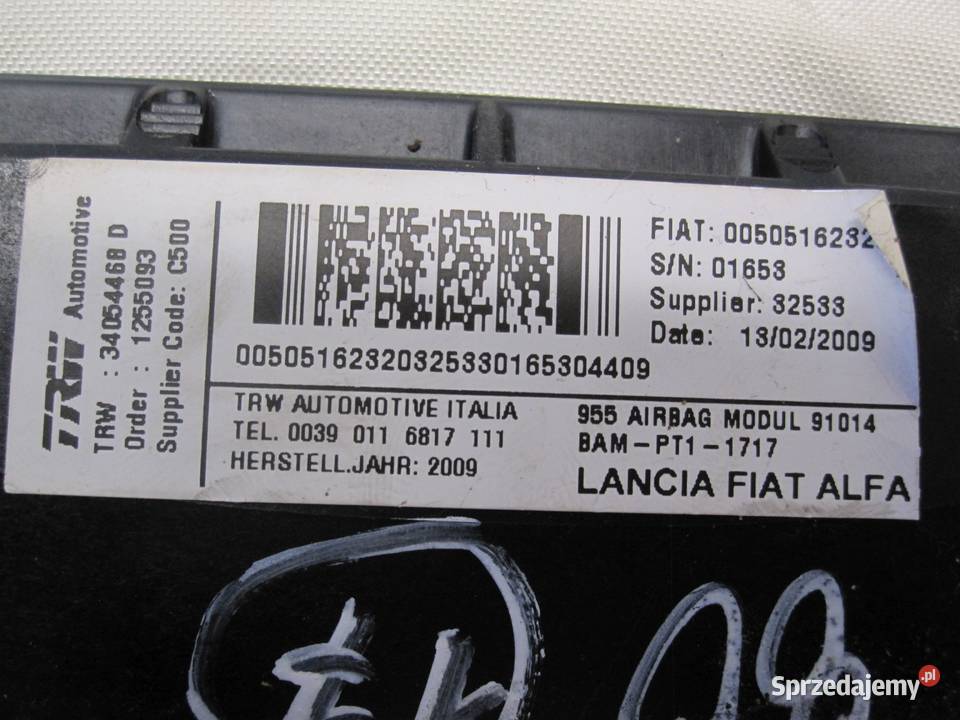 TRW Automotive
TRW : 34054468 D
Order : 1255093
Supplier Code: C500
FIAT: 0050516232
S/N: 01653
Supplier: 32533
Date: 13/02/2009
00505162320325330165304409
TRW AUTOMOTIVE ITALIA
TEL. 0039 011 6817 111
HERSTELL.JAHR: 2009
955 AIRBAG MODUL 91014
BAM-PT1-1717
LANCIA FIAT ALFA
Sprzedajemy.pl